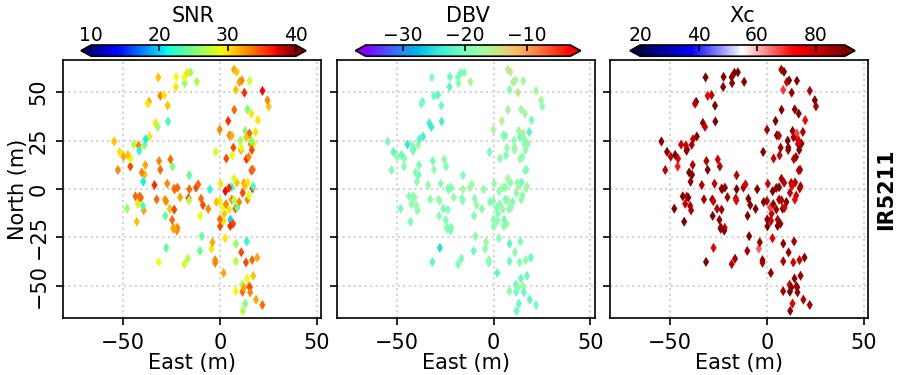 SNR DBV Xc
10 20 30 40 −30 −20 −10 20 40 60 80
50
25
0
−25
−50
North (m)
−50 0 50 −50 0 50 −50 0 50
East (m) East (m) East (m)
IR5211